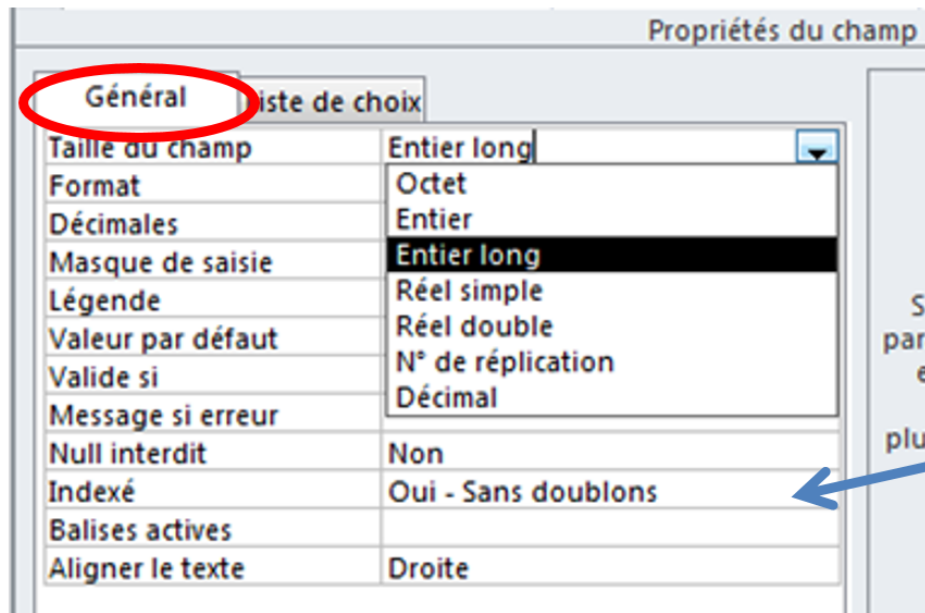 Propriétés du champ
Général
iste de choix
Taille du champ Entier long
Format Octet
Décimales Entier
Masque de saisie Entier long
Légende Réel simple
Valeur par défaut Réel double
Valide si N° de réplication
Message si erreur Décimal
Null interdit Non
Indexé Oui - Sans doublons
Balises actives
Aligner le texte Droite
S
par
e
plu